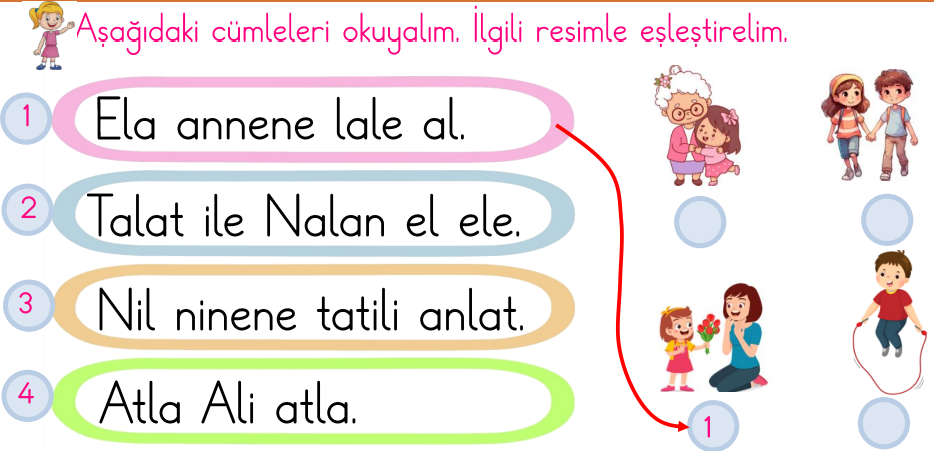 Aşağıdaki cümleleri okuyalım. İlgili resimle eşleştirelim.
1 Ela annene lale al.
2 Talat ile Nalan el ele.
3 Nil ninene tatili anlat.
4 Atla Ali atla.
1